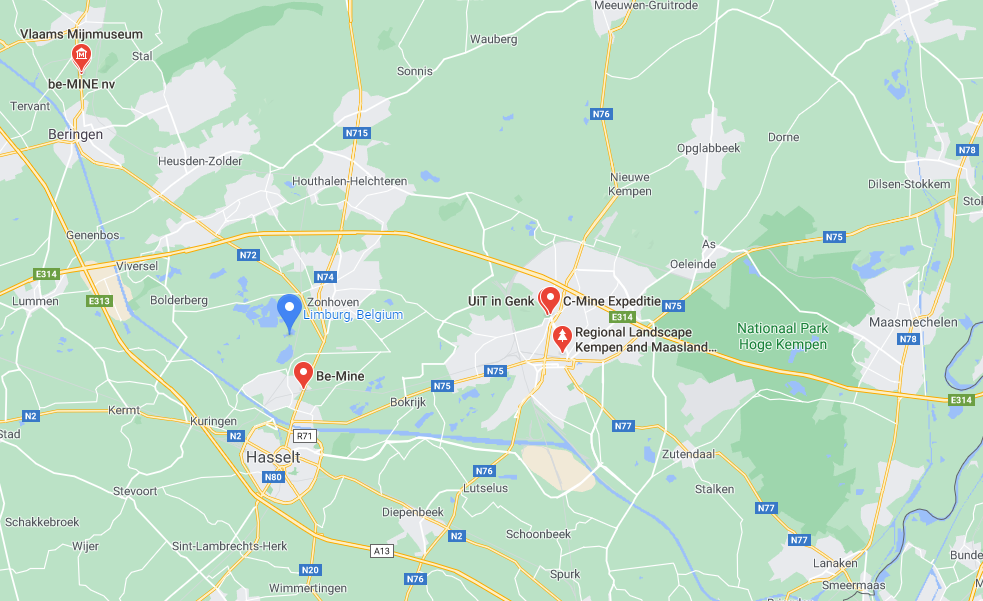 Meeuwen-Gruitrode
Vlaams Mijnmuseum
Wauberg
Stal
Sonnis
be-MINE nv
Tervant
N76
Beringen
N715
Dorne
Opglabbeek
N78
Heusden-Zolder
Houthalen-Helchteren
Nieuwe
Kempen
Dilsen-Stokkem
Sto
Genenbos
N75
As
N72
Oeleinde
Viversel
E314
N74
Lummen
E313
Bolderberg
Zonhoven
UiT in Genk
C-Mine Expeditie
N75
Limburg, Belgium
E314
Maasmechelen
Regional Landscape
Kempen and Maasland...
Nationaal Park
Hoge Kempen
N78
Be-Mine
N75
N75
E314
Bokrijk
Kermt
N2
Kuringen
N77
Stad
N2
R71
Hasselt
Zutendaal
N80
N76
Lutselus
Stevoort
Stalken
N77
Diepenbeek
Schakkebroek
N2
Schoonbeek
N77
Wijer
Sint-Lambrechts-Herk
A13
Bunde
Lanaken
N20
Spurk
N76
Wimmertingen
Smeermaas
M